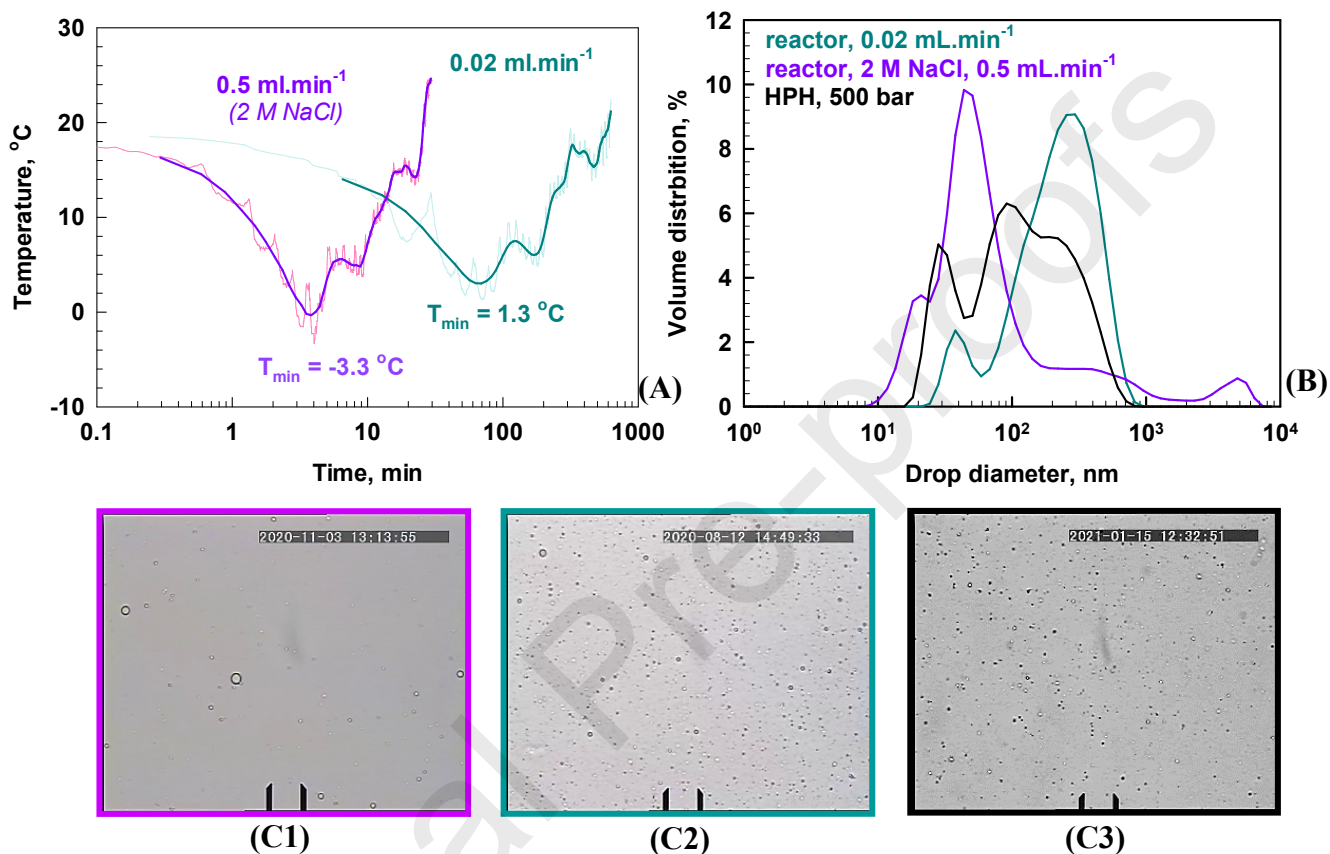 30
20
10
0
-10
Temperature, °C
0.5 ml.min⁻¹
(2 M NaCl)
0.02 ml.min⁻¹
Tmin = -3.3 °C
Tmin = 1.3 °C
(A)
0.1 1 10 100 1000
Time, min
12
10
8
6
4
2
0
Volume distrbition, %
reactor, 0.02 mL.min⁻¹
reactor, 2 M NaCl, 0.5 mL.min⁻¹
HPH, 500 bar
(B)
10⁰ 10¹ 10² 10³ 10⁴
Drop diameter, nm
2020-11-03 13:13:55
2020-08-12 14:49:33
2021-01-15 12:32:51
(C1)
(C2)
(C3)
al Pre-proofs